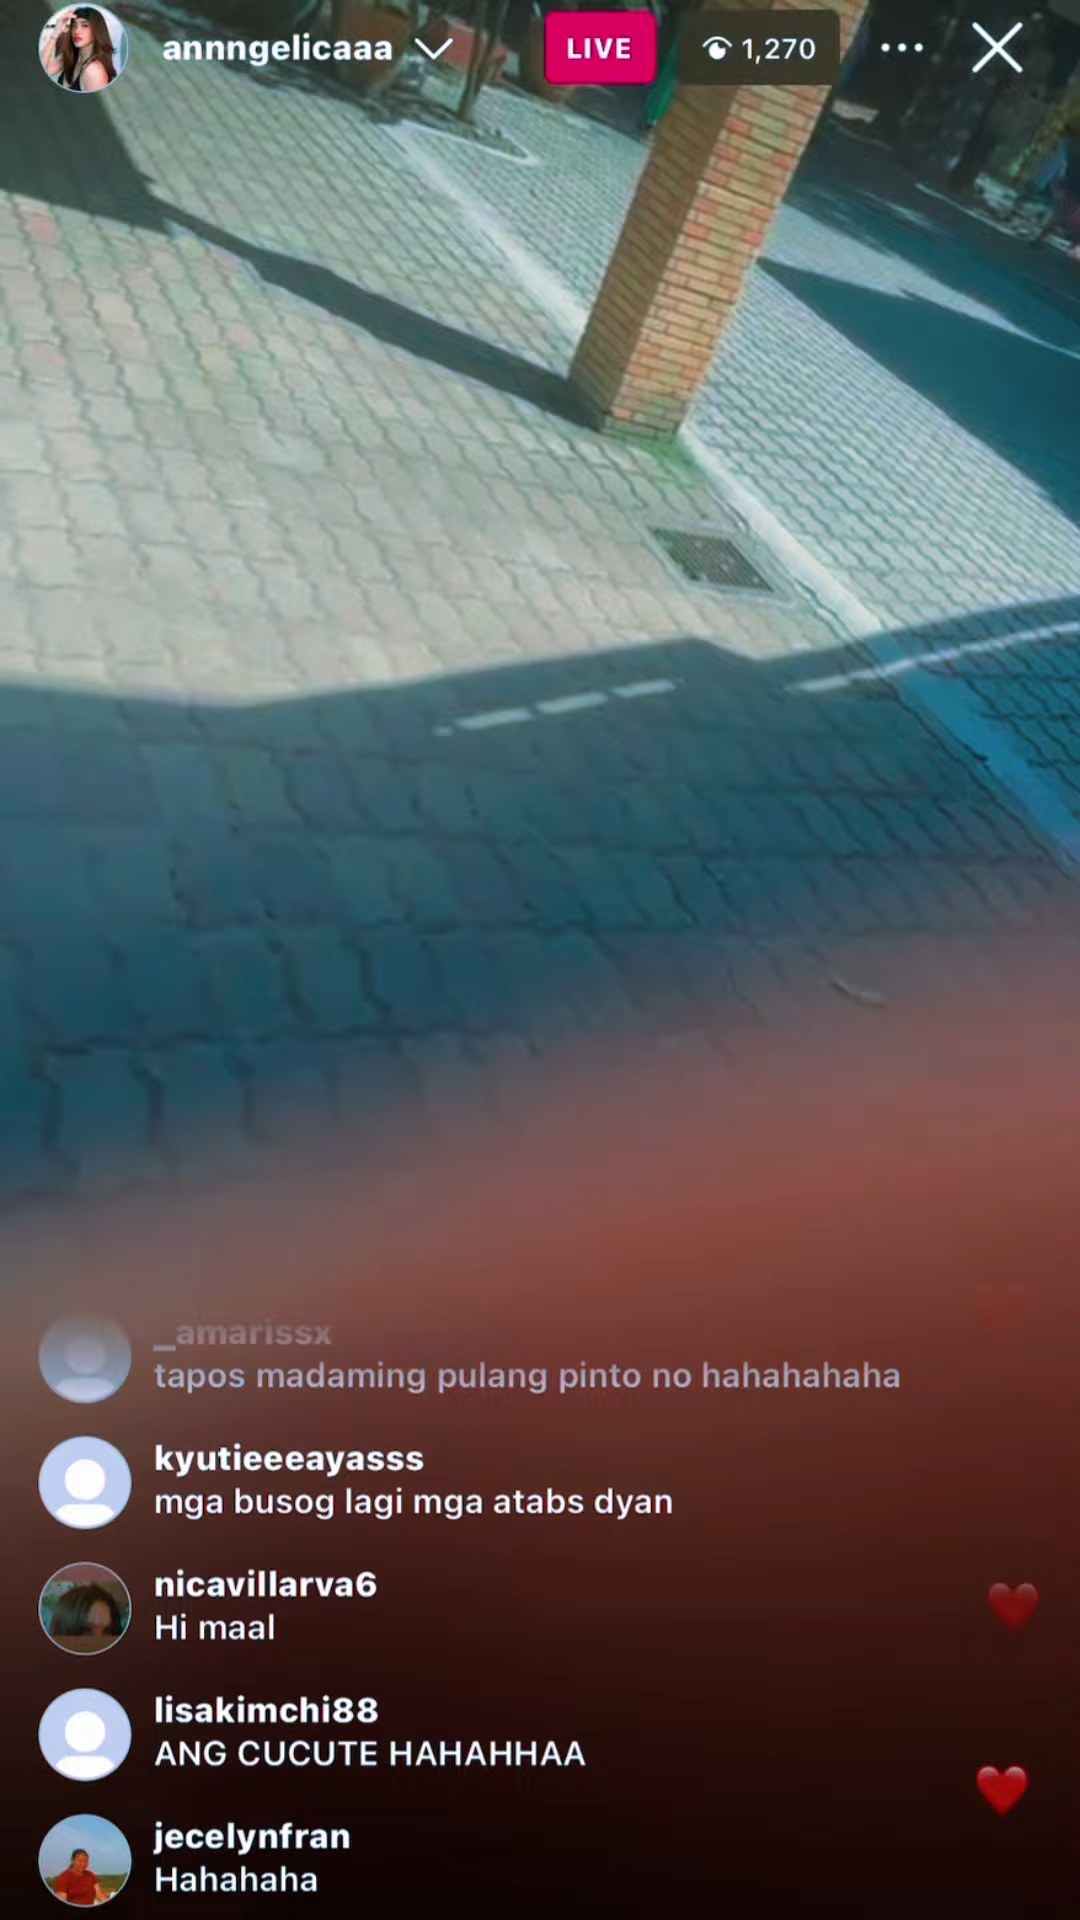 annngelicaaa
LIVE
1,270
_amarissx
tapos madaming pulang pinto no hahahahaha
kyutieeeayasss
mga busog lagi mga atabs dyan
nicavillarva6
Hi maal
lisakimchi88
ANG CUCUTE HAHAHHAA
jecelynfran
Hahahaha